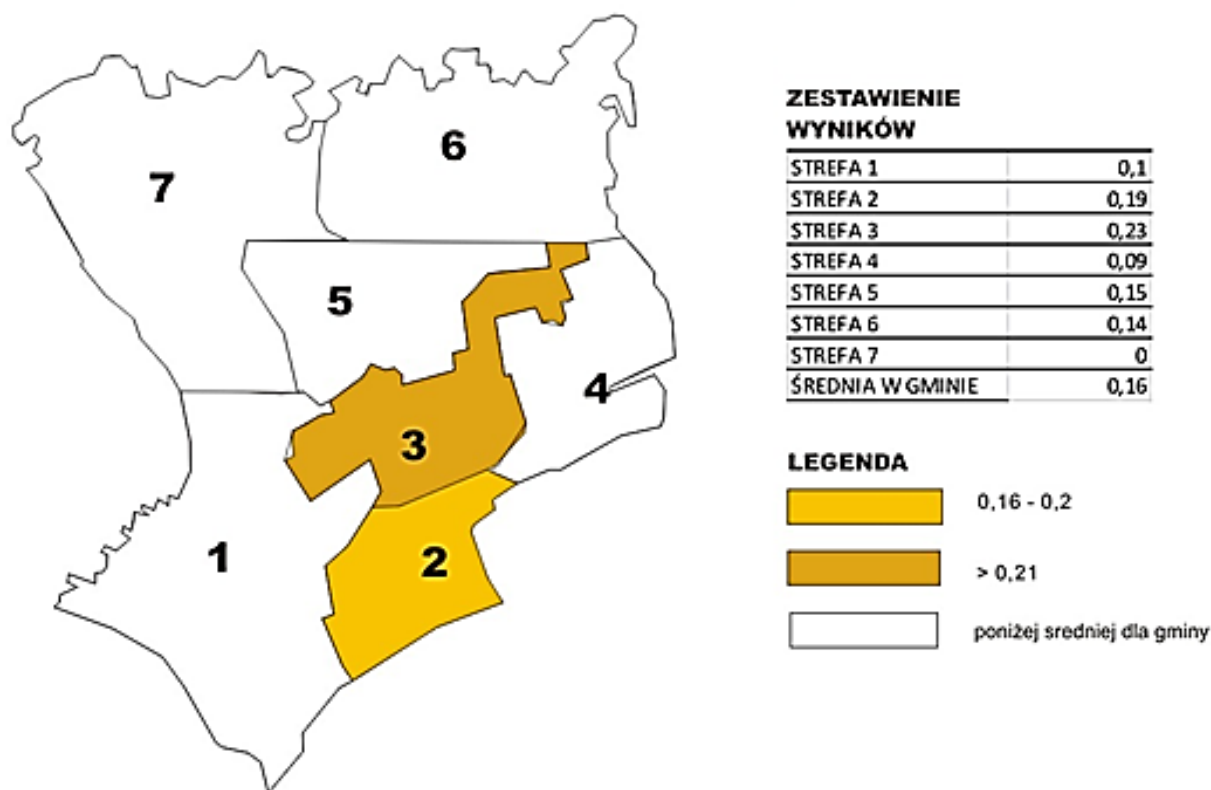 7
6
5
4
3
2
1
ZESTAWIENIE
WYNIKÓW
STREFA 1 0,1
STREFA 2 0,19
STREFA 3 0,23
STREFA 4 0,09
STREFA 5 0,15
STREFA 6 0,14
STREFA 7 0
ŚREDNIA W GMINIE 0,16
LEGENDA
0,16 - 0,2
> 0,21
poniżej sredniej dla gminy